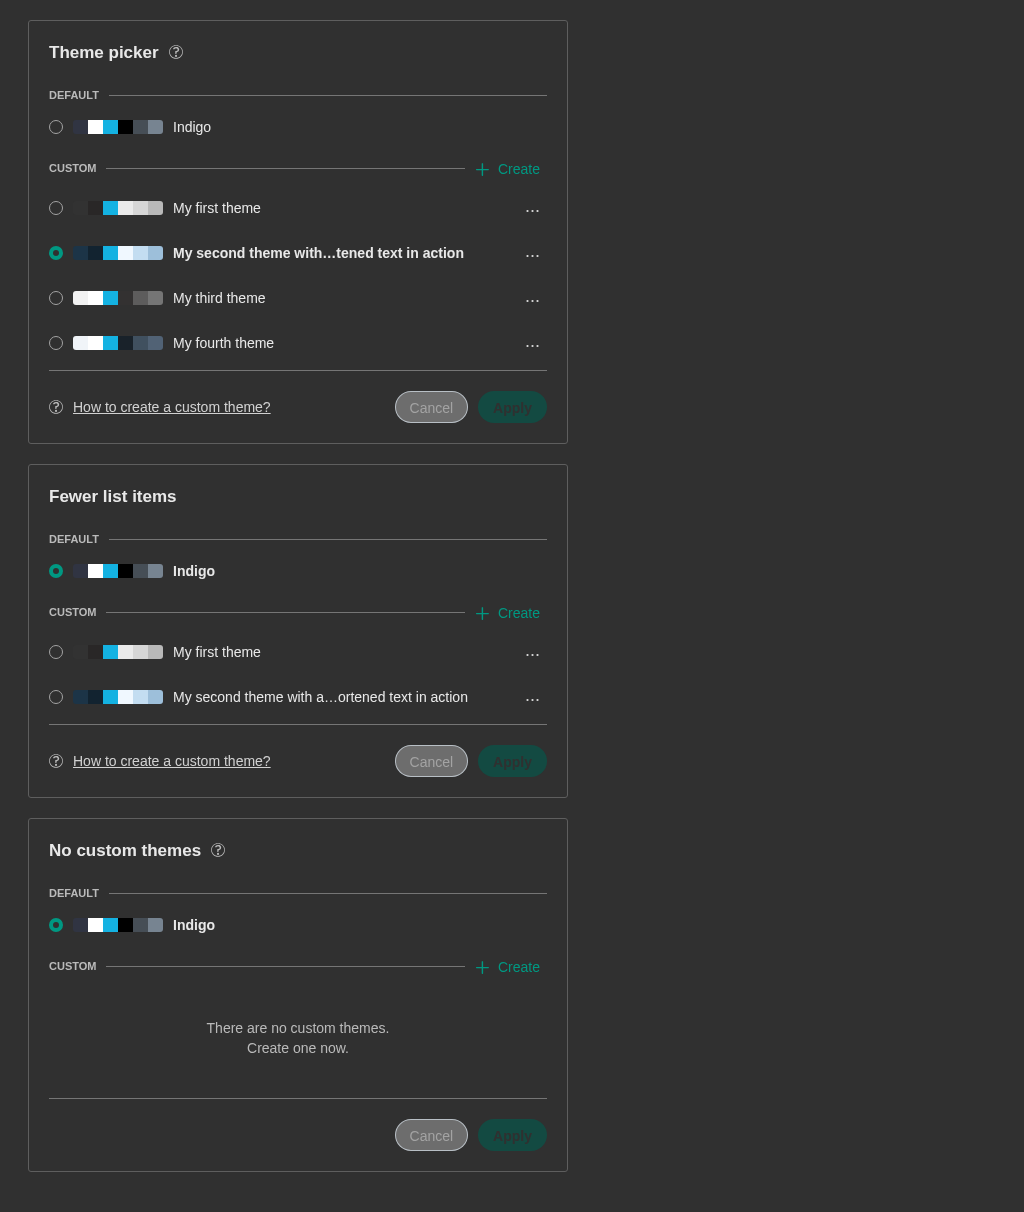 Theme picker
DEFAULT
Indigo
CUSTOM
Create
My first theme
...
My second theme with…tened text in action
...
My third theme
...
My fourth theme
...
How to create a custom theme?
Cancel
Apply
Fewer list items
DEFAULT
Indigo
CUSTOM
Create
My first theme
...
My second theme with a…ortened text in action
...
How to create a custom theme?
Cancel
Apply
No custom themes
DEFAULT
Indigo
CUSTOM
Create
There are no custom themes.
Create one now.
Cancel
Apply